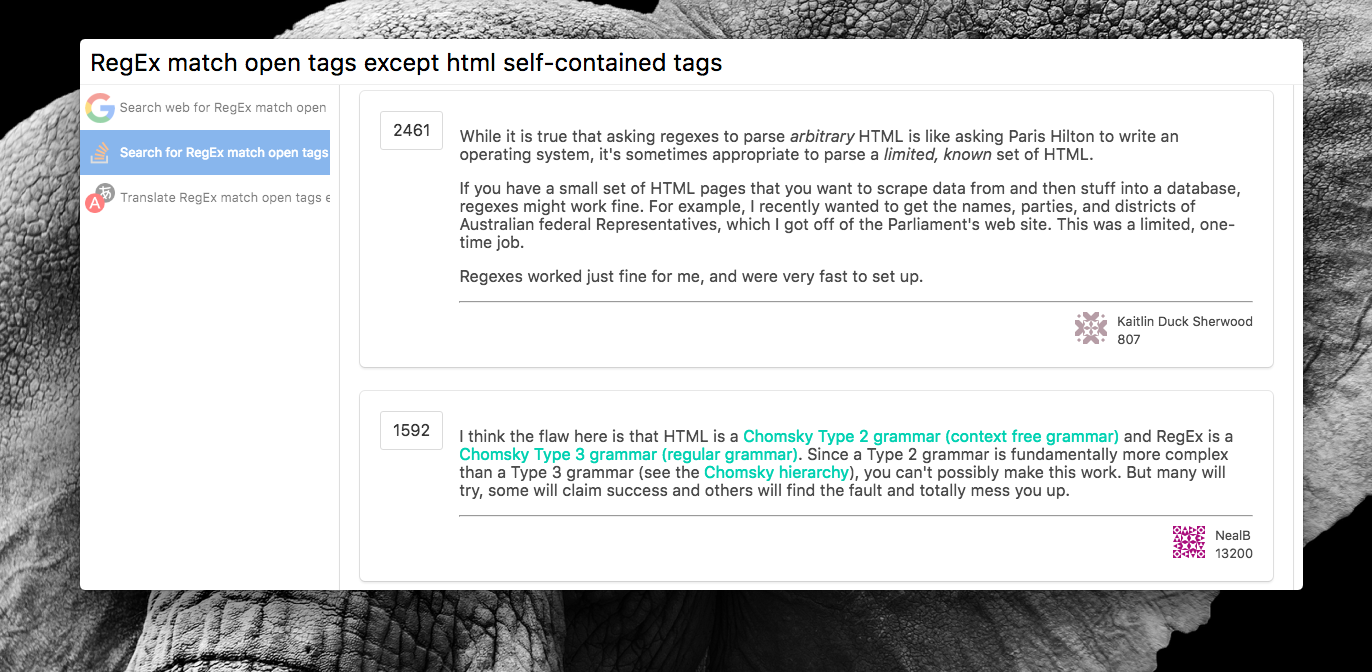 RegEx match open tags except html self-contained tags
Search web for RegEx match open
Search for RegEx match open tags
Translate RegEx match open tags e
2461
While it is true that asking regexes to parse arbitrary HTML is like asking Paris Hilton to write an
operating system, it's sometimes appropriate to parse a limited, known set of HTML.
If you have a small set of HTML pages that you want to scrape data from and then stuff into a database,
regexes might work fine. For example, I recently wanted to get the names, parties, and districts of
Australian federal Representatives, which I got off of the Parliament's web site. This was a limited, one-
time job.
Regexes worked just fine for me, and were very fast to set up.
Kaitlin Duck Sherwood
807
1592
I think the flaw here is that HTML is a Chomsky Type 2 grammar (context free grammar) and RegEx is a
Chomsky Type 3 grammar (regular grammar). Since a Type 2 grammar is fundamentally more complex
than a Type 3 grammar (see the Chomsky hierarchy), you can't possibly make this work. But many will
try, some will claim success and others will find the fault and totally mess you up.
NealB
13200